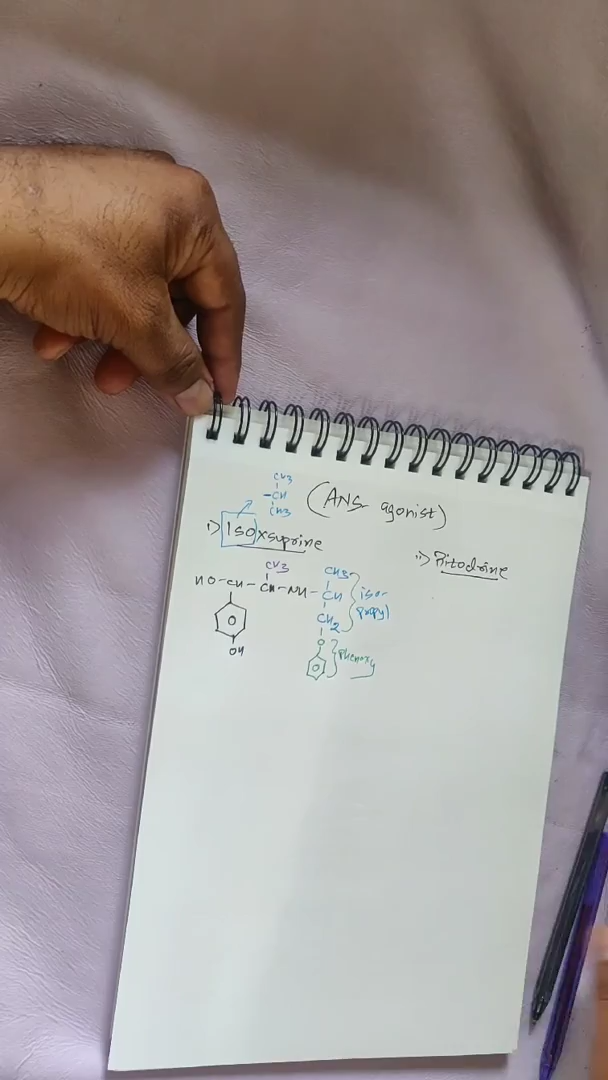 (ANS agonist)
CH3
-CH
CH3
i) Isoxsuprine
ii) Ritodrine
HO-CH-CH-NH-CH
CH3
CH3
CH2
O
OH
iso-
propyl
phenoxy